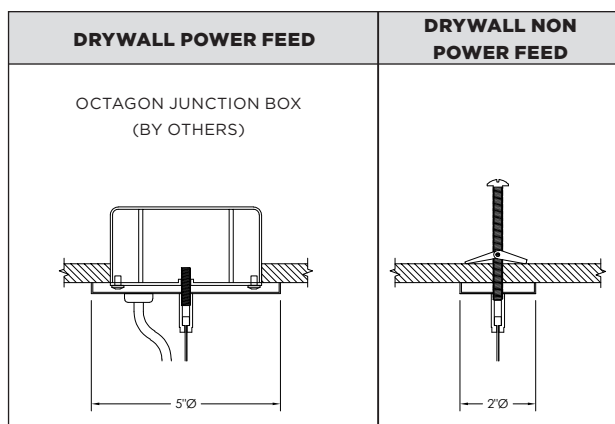 DRYWALL POWER FEED
DRYWALL NON
POWER FEED
OCTAGON JUNCTION BOX
(BY OTHERS)
5"Ø
2"Ø